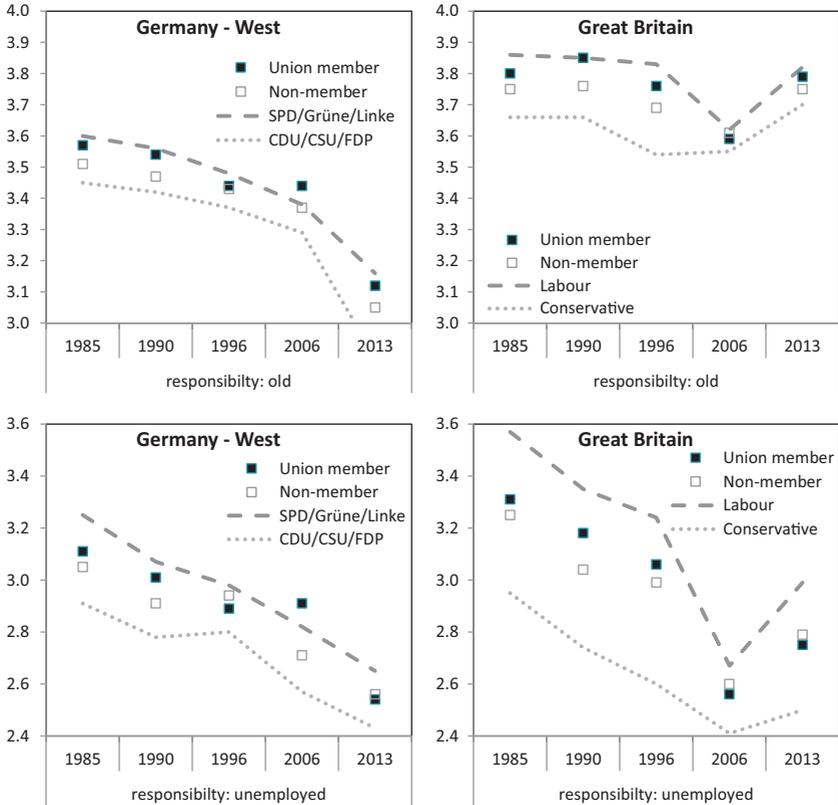 Germany - West
4.0
3.9
3.8
3.7
3.6
3.5
3.4
3.3
3.2
3.1
3.0
Union member
Non-member
SPD/Grüne/Linke
CDU/CSU/FDP
1985 1990 1996 2006 2013
responsibilty: old
Great Britain
4.0
3.9
3.8
3.7
3.6
3.5
3.4
3.3
3.2
3.1
3.0
Union member
Non-member
Labour
Conservative
1985 1990 1996 2006 2013
responsibilty: old
Germany - West
3.6
3.4
3.2
3.0
2.8
2.6
2.4
Union member
Non-member
SPD/Grüne/Linke
CDU/CSU/FDP
1985 1990 1996 2006 2013
responsibilty: unemployed
Great Britain
3.6
3.4
3.2
3.0
2.8
2.6
2.4
Union member
Non-member
Labour
Conservative
1985 1990 1996 2006 2013
responsibilty: unemployed